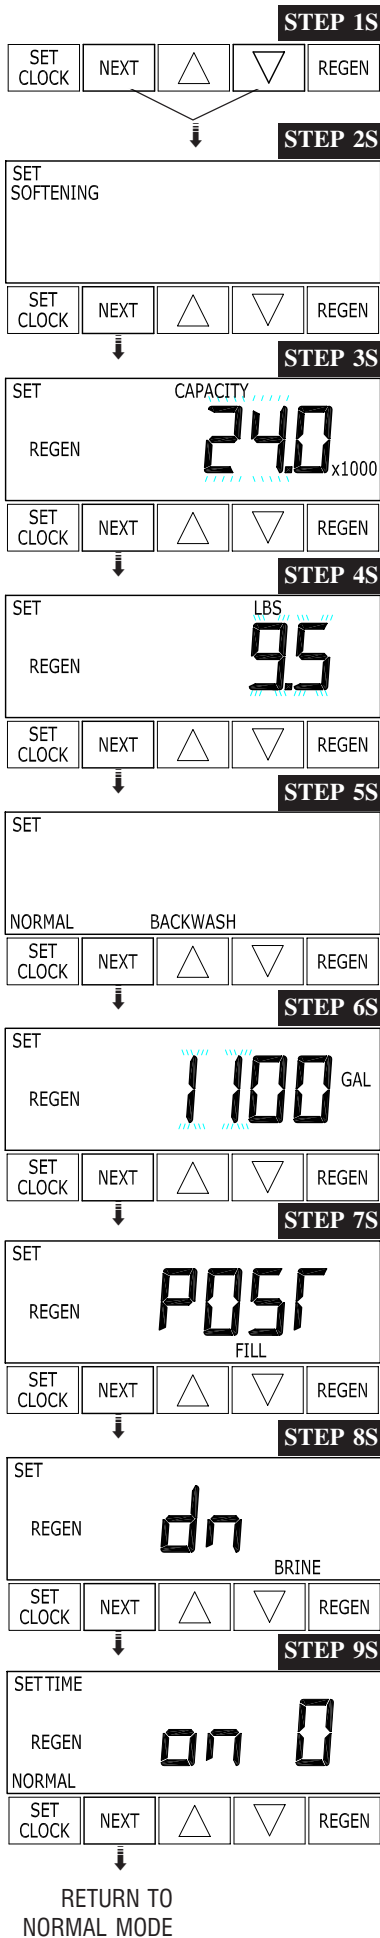 STEP 1S
SET CLOCK NEXT REGEN
STEP 2S
SET
SOFTENING
SET CLOCK NEXT REGEN
STEP 3S
SET CAPACITY
REGEN 24.0 x1000
SET CLOCK NEXT REGEN
STEP 4S
SET LBS
REGEN 9.5
SET CLOCK NEXT REGEN
STEP 5S
SET
NORMAL BACKWASH
SET CLOCK NEXT REGEN
STEP 6S
SET
REGEN 1100 GAL
SET CLOCK NEXT REGEN
STEP 7S
SET
REGEN POST
FILL
SET CLOCK NEXT REGEN
STEP 8S
SET
REGEN dn
BRINE
SET CLOCK NEXT REGEN
STEP 9S
SET TIME
REGEN on 0
NORMAL
SET CLOCK NEXT REGEN
RETURN TO
NORMAL MODE